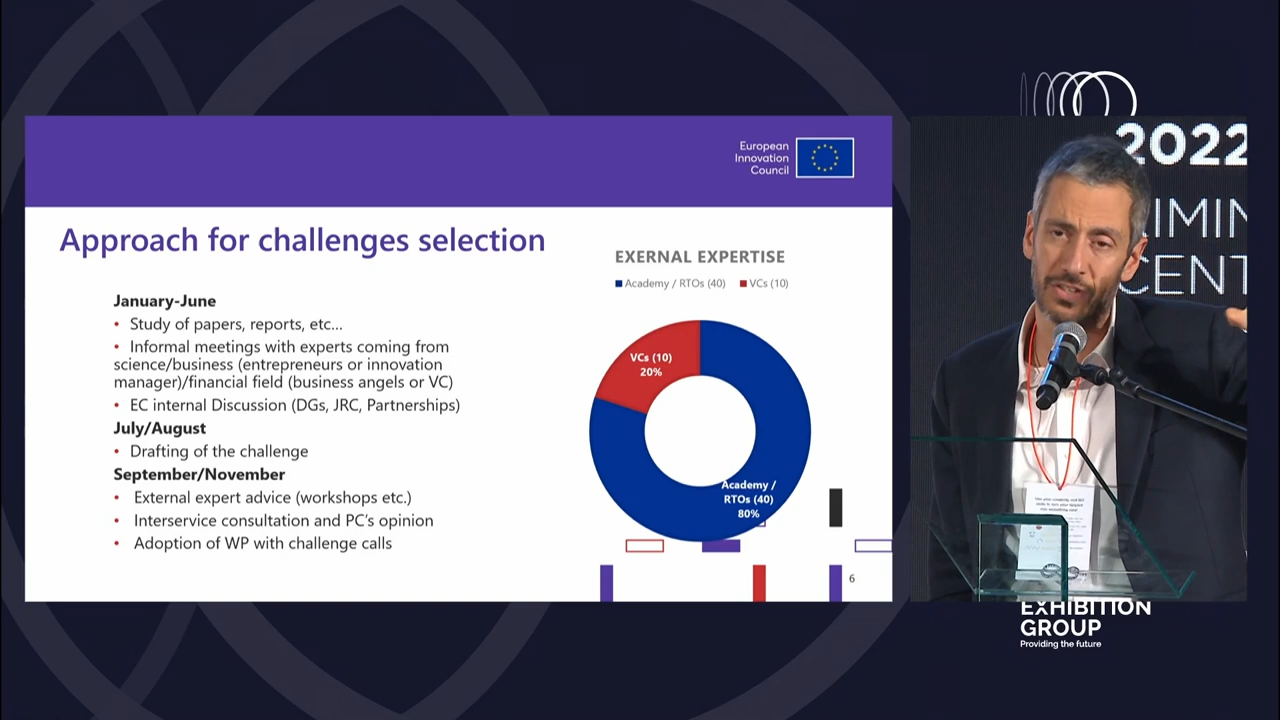 European
Innovation
Council
Approach for challenges selection
January-June
• Study of papers, reports, etc...
• Informal meetings with experts coming from
science/business (entrepreneurs or innovation
manager)/financial field (business angels or VC)
• EC internal Discussion (DGs, JRC, Partnerships)
July/August
• Drafting of the challenge
September/November
• External expert advice (workshops etc.)
• Interservice consultation and PC's opinion
• Adoption of WP with challenge calls
EXERNAL EXPERTISE
Academy / RTOs (40) VCs (10)
VCs (10)
20%
Academy /
RTOs (40)
80%
6
2022
IMIN
CENT
EXHIBITION
GROUP
Providing the future